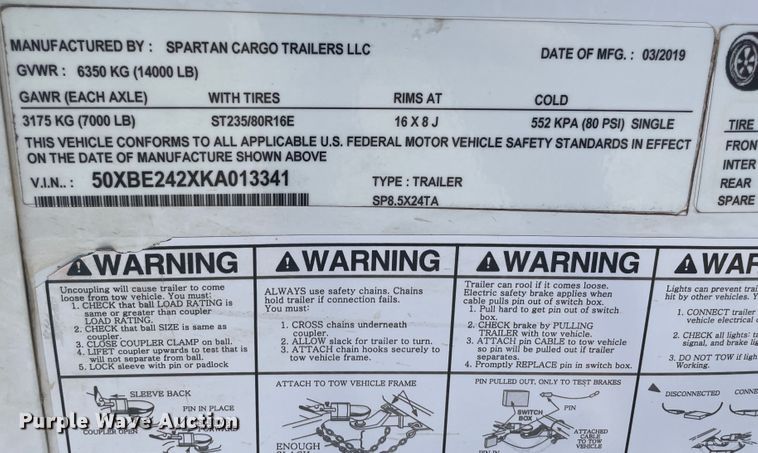 MANUFACTURED BY : SPARTAN CARGO TRAILERS LLC
DATE OF MFG. : 03/2019
GVWR : 6350 KG (14000 LB)
GAWR (EACH AXLE) WITH TIRES RIMS AT COLD
3175 KG (7000 LB) ST235/80R16E 16 X 8 J 552 KPA (80 PSI) SINGLE
THIS VEHICLE CONFORMS TO ALL APPLICABLE U.S. FEDERAL MOTOR VEHICLE SAFETY STANDARDS IN EFFECT
ON THE DATE OF MANUFACTURE SHOWN ABOVE
V.I.N.. : 50XBE242XKA013341 TYPE : TRAILER
SP8.5X24TA
TIRE
FRON
INTER
REAR
SPARE
WARNING
Uncoupling will cause trailer to come
loose from tow vehicle. You must:
1. CHECK that ball LOAD RATING is
same or greater than coupler
LOAD RATING.
2. CHECK that ball SIZE is same as
coupler.
3. CLOSE COUPLER CLAMP on ball.
4. LIFET coupler upwards to test that is
will not separate from ball.
5. LOCK sleeve with pin or padlock
SLEEVE BACK
PIN IN PLACE
COUPLER OPEN
FORWARD
WARNING
ALWAYS use safety chains. Chains
hold trailer if connection fails.
You must:
1. CROSS chains underneath
coupler.
2. ALLOW slack for trailer to turn.
3. ATTACH chain hooks securely to
tow vehicle frame.
ATTACH TO TOW VEHICLE FRAME
ENOUGH
SLACK
WARNING
Trailer can rool if it comes loose.
Electric safety brake applies when
cable pulls pin out of switch box.
1. Pull hard to get pin out of switch
box.
2. CHECK brake by PULLING
TRAILER with tow vehicle.
3. ATTACH pin CABLE to tow vehicle
so pin will be pulled out if trailer
separates.
4. Promptly REPLACE pin in switch box.
PIN PULLED OUT, ONLY TO TEST BRAKES
SWITCH
BOX
PIN
ATTACHED
CABLE
TO TOW
VEHICLE
PIN IN
WAR
Lights can prevent trai
hit by other vehicles. Y
1. CONNECT trailer
vehicle electrical c
2. CHECK all lights: t
signal, and brake lig
3. DO NOT TOW if ligh
Working.
DISCONNECTED CONNE
Purple Wave Auction